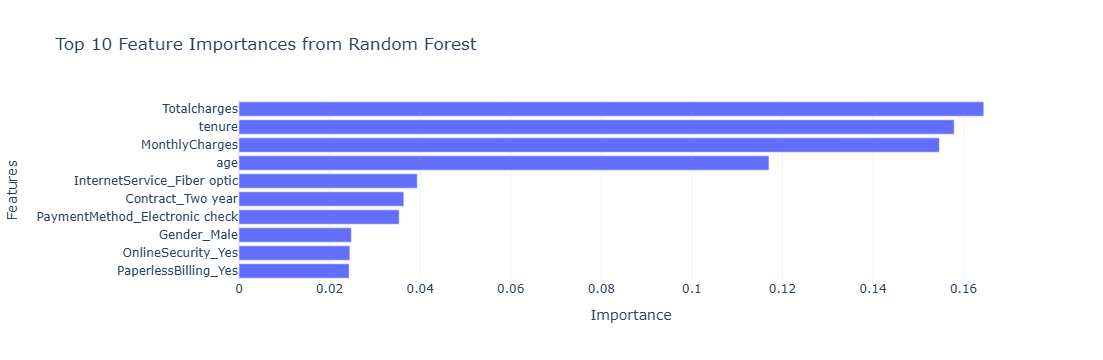 Top 10 Feature Importances from Random Forest
Features
Totalcharges
tenure
MonthlyCharges
age
InternetService_Fiber optic
Contract_Two year
PaymentMethod_Electronic check
Gender_Male
OnlineSecurity_Yes
PaperlessBilling_Yes
0 0.02 0.04 0.06 0.08 0.1 0.12 0.14 0.16
Importance